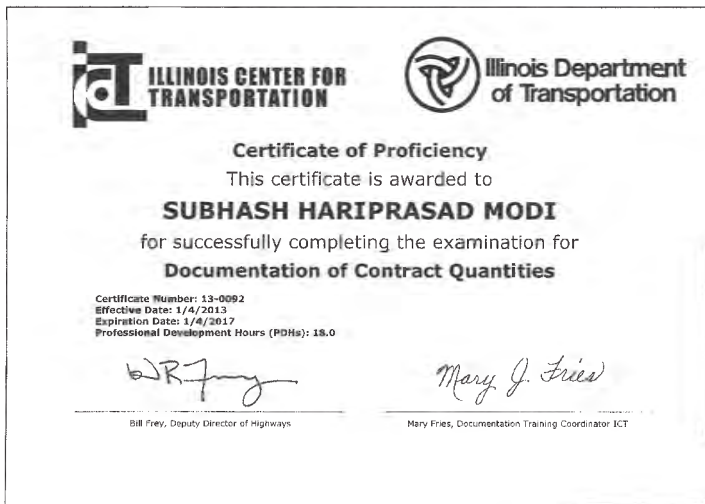 ILLINOIS CENTER FOR
TRANSPORTATION
Illinois Department
of Transportation
Certificate of Proficiency
This certificate is awarded to
SUBHASH HARIPRASAD MODI
for successfully completing the examination for
Documentation of Contract Quantities
Certificate Number: 13-0092
Effective Date: 1/4/2013
Expiration Date: 1/4/2017
Professional Development Hours (PDHs): 18.0
Mary J. Fries
Bill Frey, Deputy Director of Highways
Mary Fries, Documentation Training Coordinator ICT